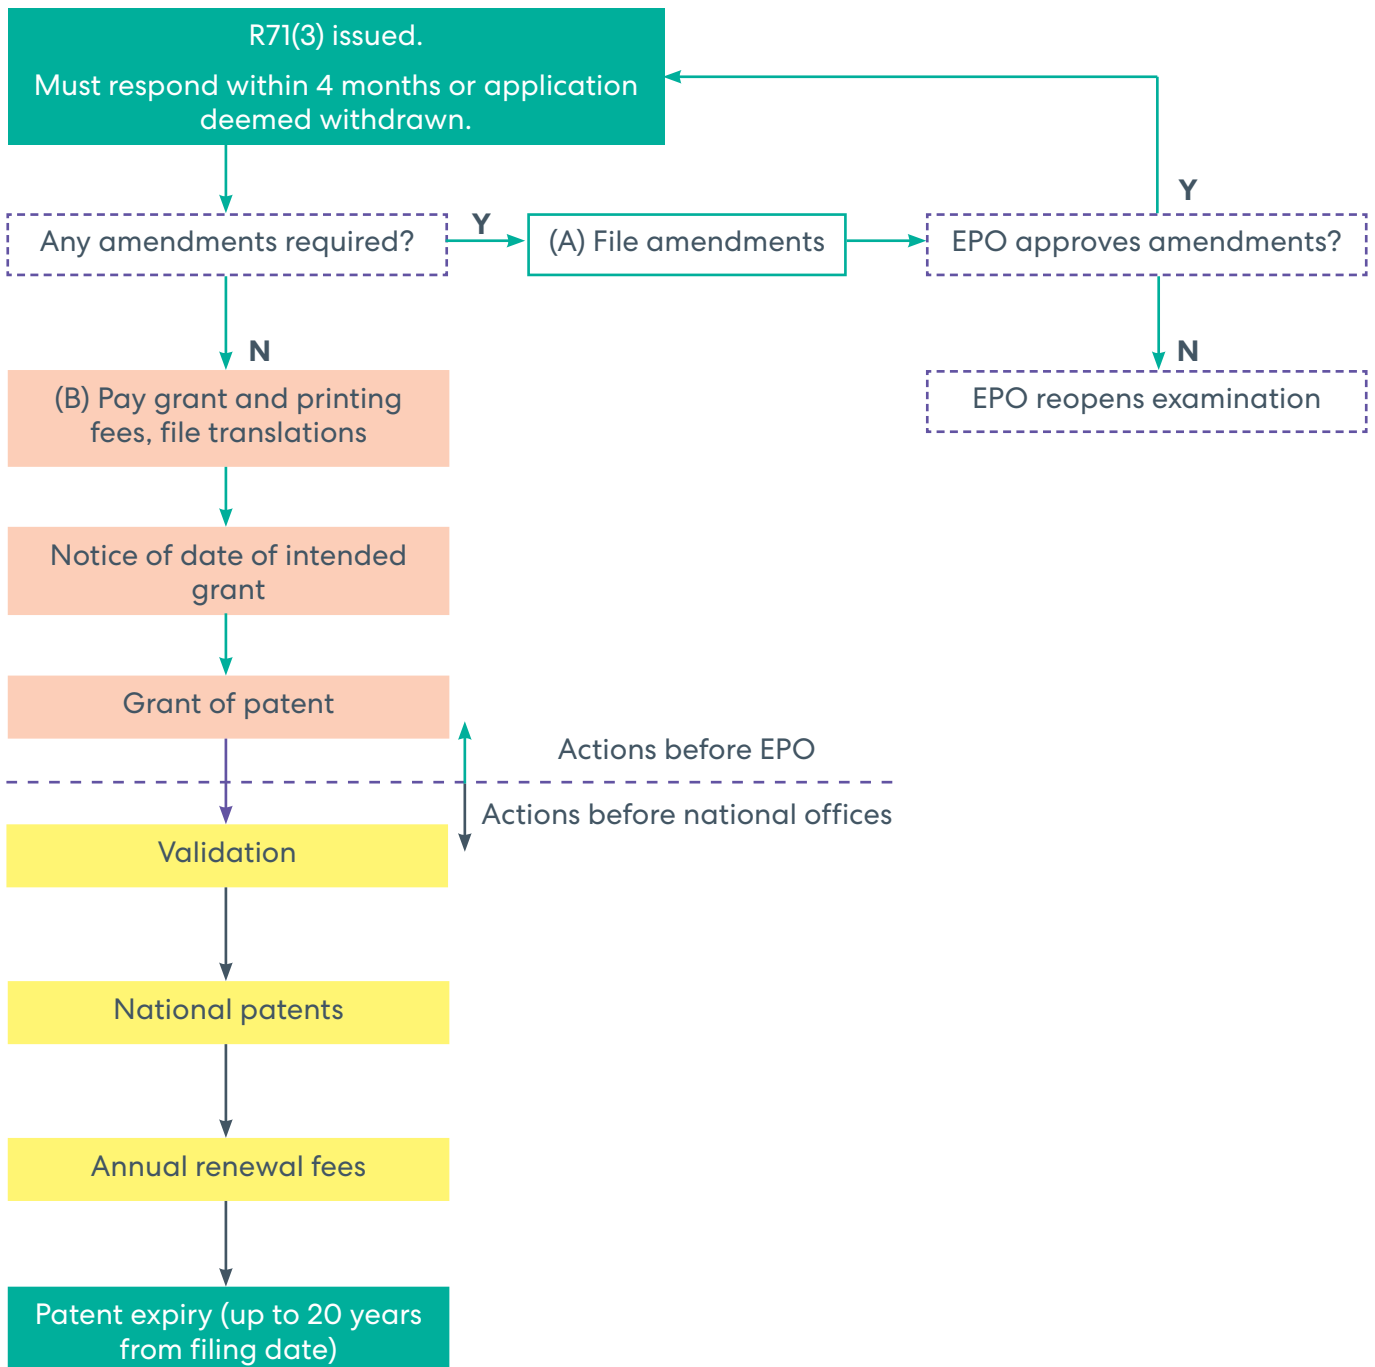 R71(3) issued.
Must respond within 4 months or application
deemed withdrawn.
Y
Any amendments required?
Y
(A) File amendments
EPO approves amendments?
N
N
(B) Pay grant and printing
fees, file translations
EPO reopens examination
Notice of date of intended
grant
Grant of patent
Actions before EPO
Actions before national offices
Validation
National patents
Annual renewal fees
Patent expiry (up to 20 years
from filing date)